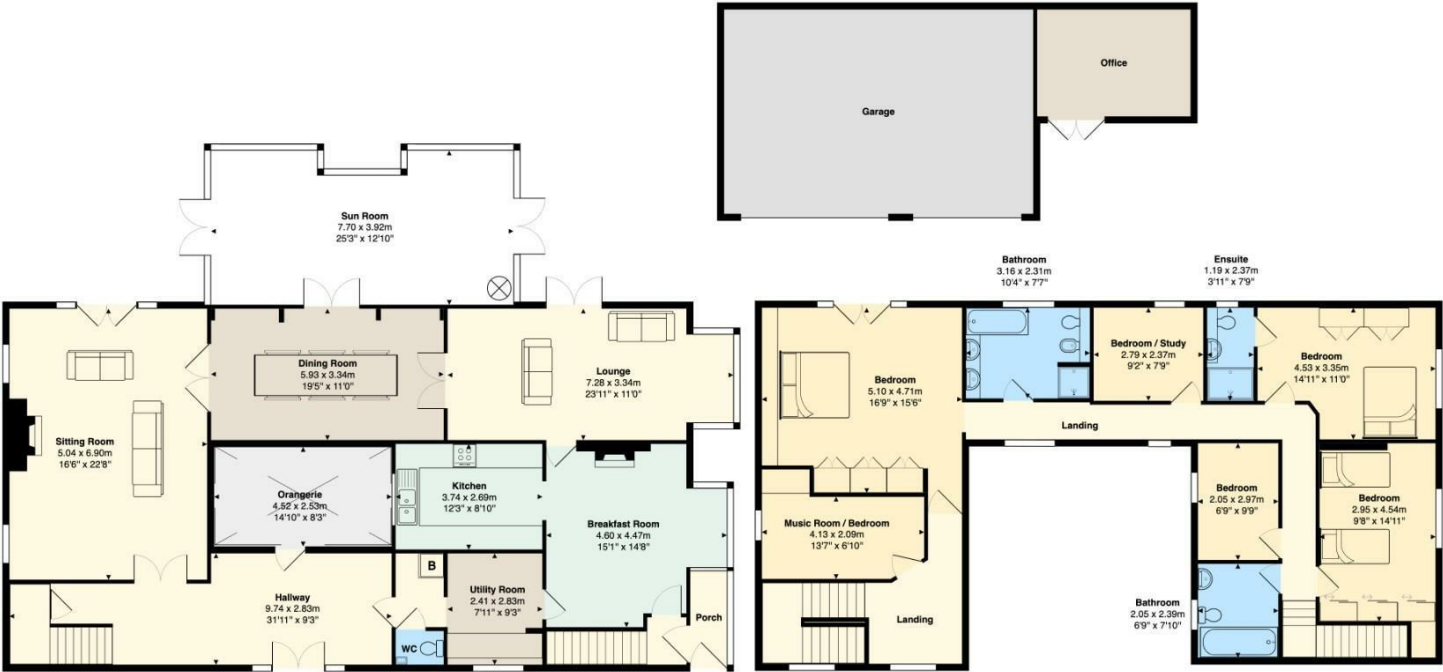 Garage
Office
Sun Room
7.70 x 3.92m
25'3" x 12'10"
Sitting Room
5.04 x 6.90m
16'6" x 22'8"
Dining Room
5.93 x 3.34m
19'5" x 11'0"
Lounge
7.28 x 3.34m
23'11" x 11'0"
Orangerie
4.52 x 2.53m
14'10" x 8'3"
Kitchen
3.74 x 2.69m
12'3" x 8'10"
Breakfast Room
4.60 x 4.47m
15'1" x 14'8"
Hallway
9.74 x 2.83m
31'11" x 9'3"
B
Utility Room
2.41 x 2.83m
7'11" x 9'3"
WC
Porch
Bathroom
3.16 x 2.31m
10'4" x 7'7"
Ensuite
1.19 x 2.37m
3'11" x 7'9"
Bedroom
5.10 x 4.71m
16'9" x 15'6"
Bedroom / Study
2.79 x 2.37m
9'2" x 7'9"
Bedroom
4.53 x 3.35m
14'11" x 11'0"
Landing
Bedroom
2.05 x 2.97m
6'9" x 9'9"
Bedroom
2.95 x 4.54m
9'8" x 14'11"
Music Room / Bedroom
4.13 x 2.09m
13'7" x 6'10"
Landing
Bathroom
2.05 x 2.39m
6'9" x 7'10"